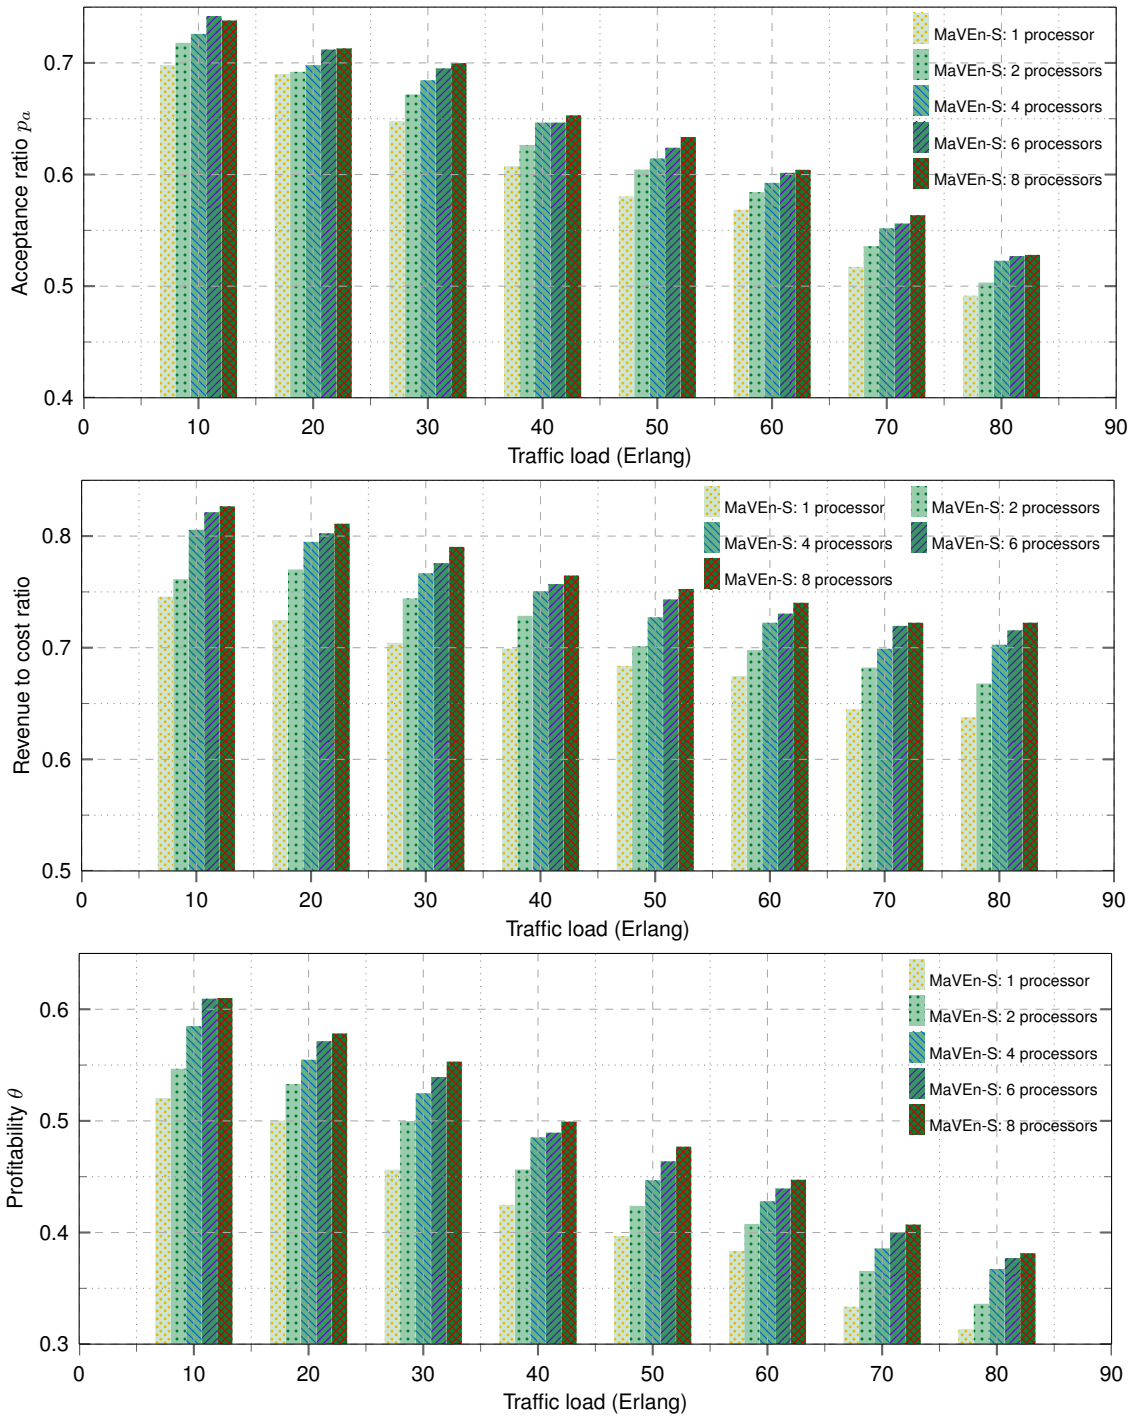 Acceptance ratio pₐ
0.7
0.6
0.5
0.4
MaVEn-S: 1 processor
MaVEn-S: 2 processors
MaVEn-S: 4 processors
MaVEn-S: 6 processors
MaVEn-S: 8 processors
0 10 20 30 40 50 60 70 80 90
Traffic load (Erlang)
Revenue to cost ratio
0.8
0.7
0.6
0.5
MaVEn-S: 1 processor MaVEn-S: 2 processors
MaVEn-S: 4 processors MaVEn-S: 6 processors
MaVEn-S: 8 processors
0 10 20 30 40 50 60 70 80 90
Traffic load (Erlang)
Profitability θ
0.6
0.5
0.4
0.3
MaVEn-S: 1 processor
MaVEn-S: 2 processors
MaVEn-S: 4 processors
MaVEn-S: 6 processors
MaVEn-S: 8 processors
0 10 20 30 40 50 60 70 80 90
Traffic load (Erlang)